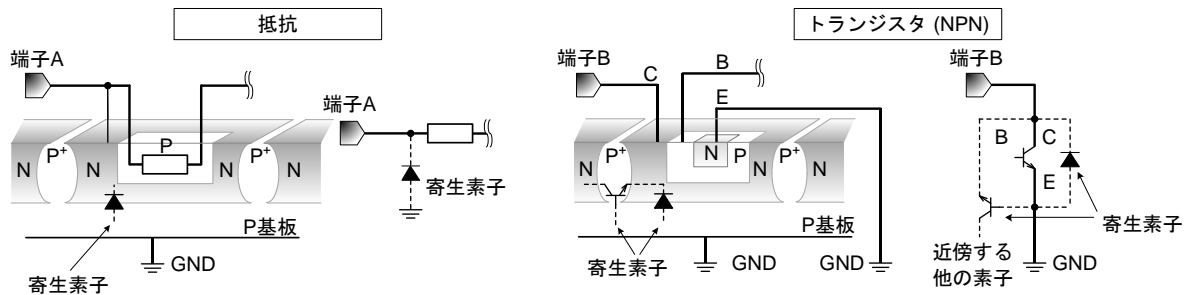 抵抗
端子A
P
N
P+
N
N
P+
N
P基板
GND
寄生素子
端子A
寄生素子
トランジスタ (NPN)
端子B
C
B
E
N
P+
N
N
P
N
P+
N
P基板
寄生素子
GND
GND
端子B
B
C
E
寄生素子
近傍する
他の素子
GND